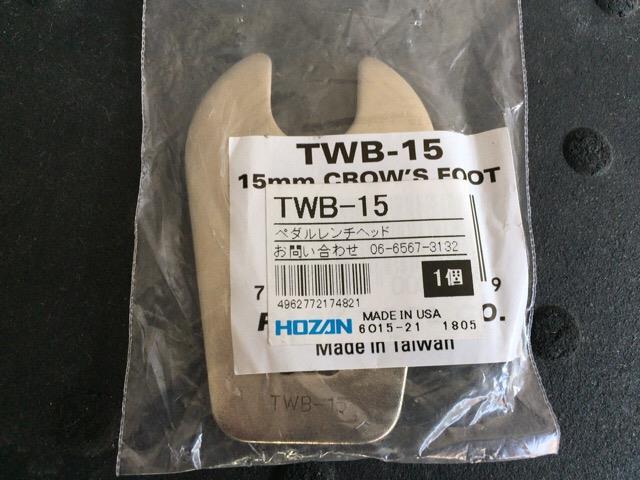 TWB-15
15mm CROW'S FOOT
TWB-15
ペダルレンチヘッド
お問い合わせ 06-6567-3132
1個
7 9
4962772174821
HOZAN MADE IN USA
6015-21 1805
O.
Made in Taiwan
TWB-15